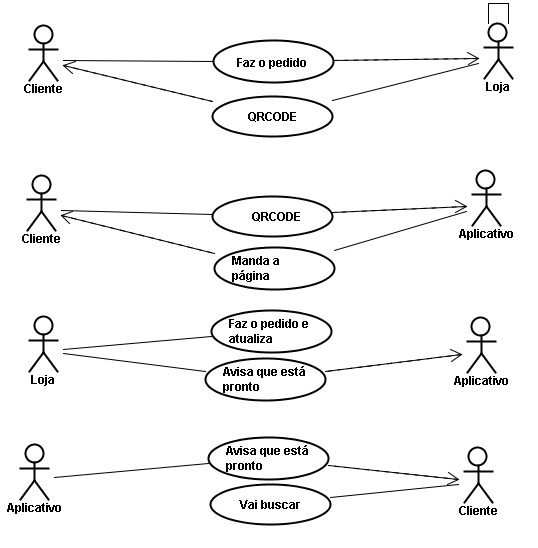 Faz o pedido
Cliente
Loja
QRCODE
QRCODE
Cliente
Aplicativo
Manda a
página
Faz o pedido e
atualiza
Loja
Avisa que está
pronto
Aplicativo
Avisa que está
pronto
Aplicativo
Vai buscar
Cliente